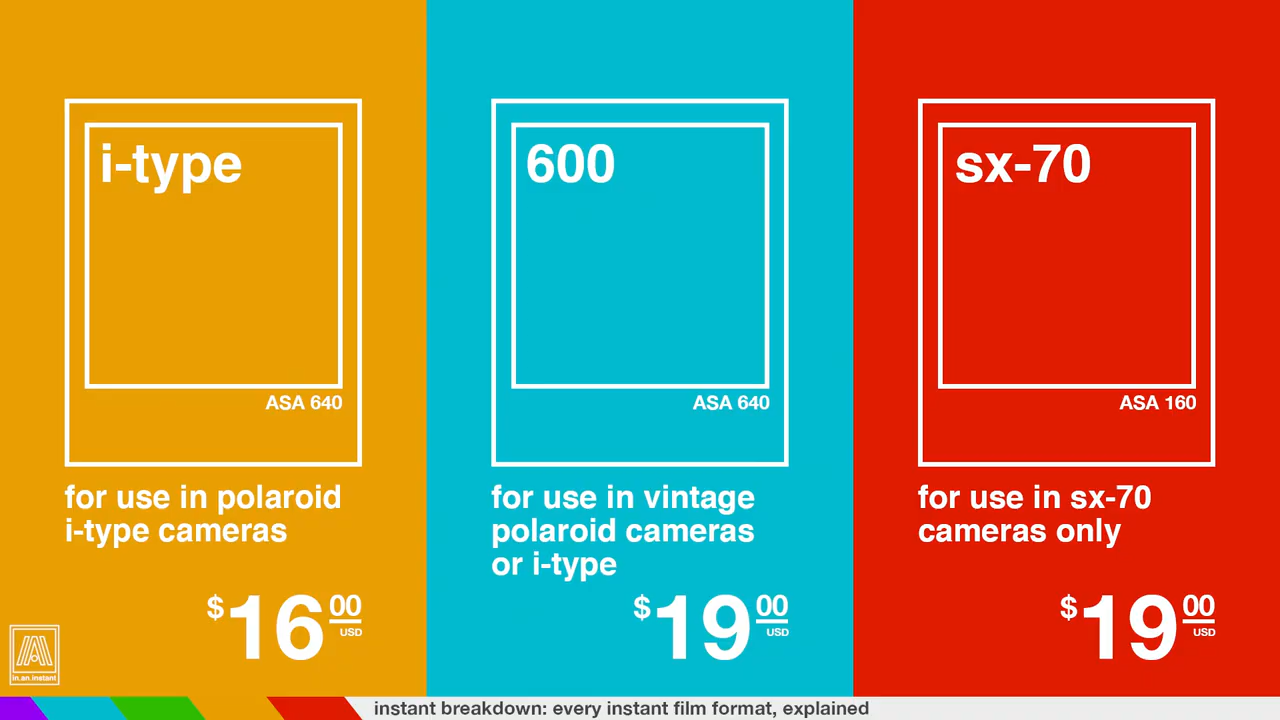 i-type
ASA 640
for use in polaroid
i-type cameras
$16 00
USD
600
ASA 640
for use in vintage
polaroid cameras
or i-type
$19 00
USD
sx-70
ASA 160
for use in sx-70
cameras only
$19 00
USD
in.an.instant
instant breakdown: every instant film format, explained